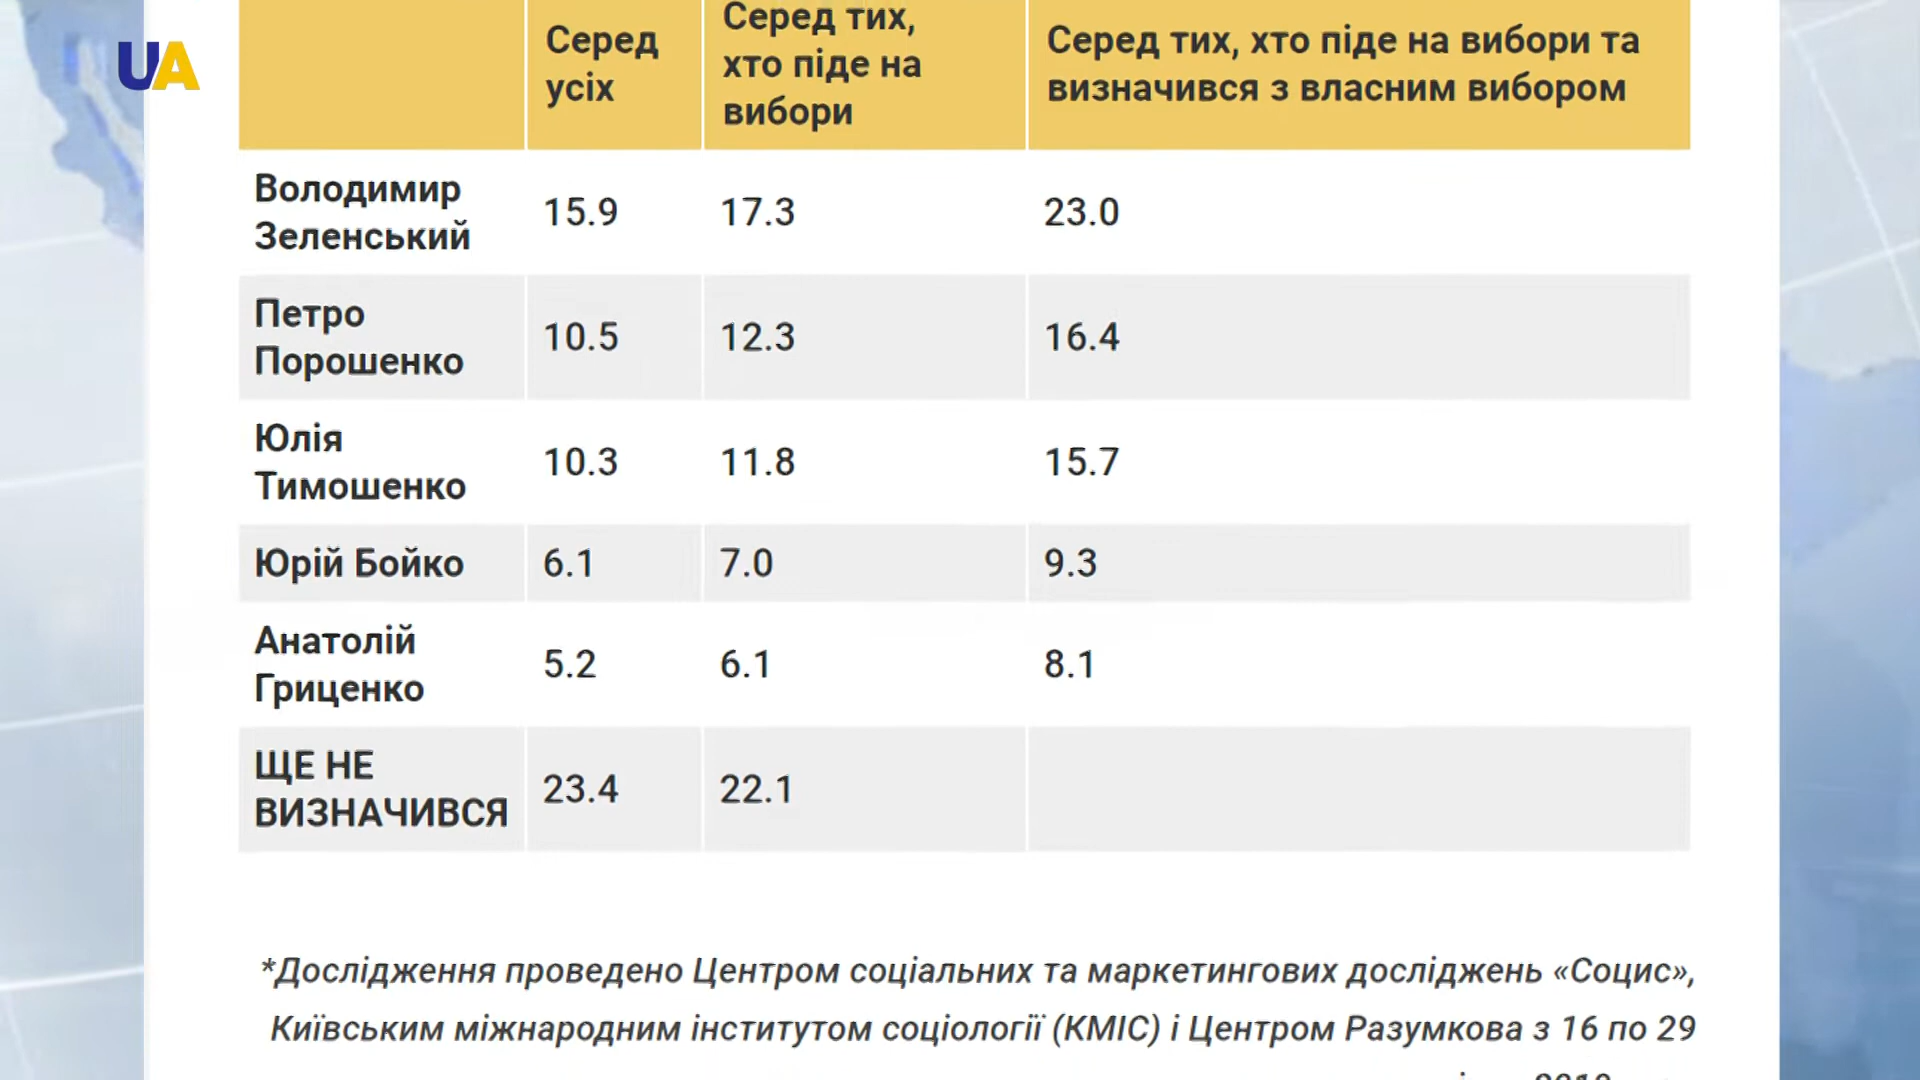 UA
Серед
усіх
Серед тих,
хто піде на
вибори
Серед тих, хто піде на вибори та
визначився з власним вибором
Володимир
Зеленський
15.9
17.3
23.0
Петро
Порошенко
10.5
12.3
16.4
Юлія
Тимошенко
10.3
11.8
15.7
Юрій Бойко
6.1
7.0
9.3
Анатолій
Гриценко
5.2
6.1
8.1
ЩЕ НЕ
ВИЗНАЧИВСЯ
23.4
22.1
*Дослідження проведено Центром соціальних та маркетингових досліджень «Социс»,
Київським міжнародним інститутом соціології (КМІС) і Центром Разумкова з 16 по 29